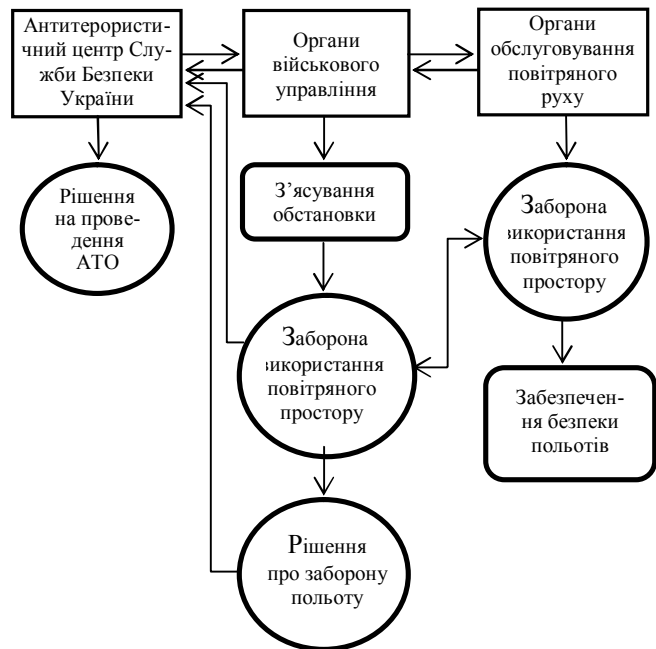 Антитерористи-
чний центр Слу-
жби Безпеки
України
Органи
військового
управління
Органи
обслуговування
повітряного
руху
Рішення
на прове-
дення
АТО
З’ясування
обстановки
Заборона
використання
повітряного
простору
Заборона
використання
повітряного
простору
Забезпечен-
ня безпеки
польотів
Рішення
про заборону
польоту